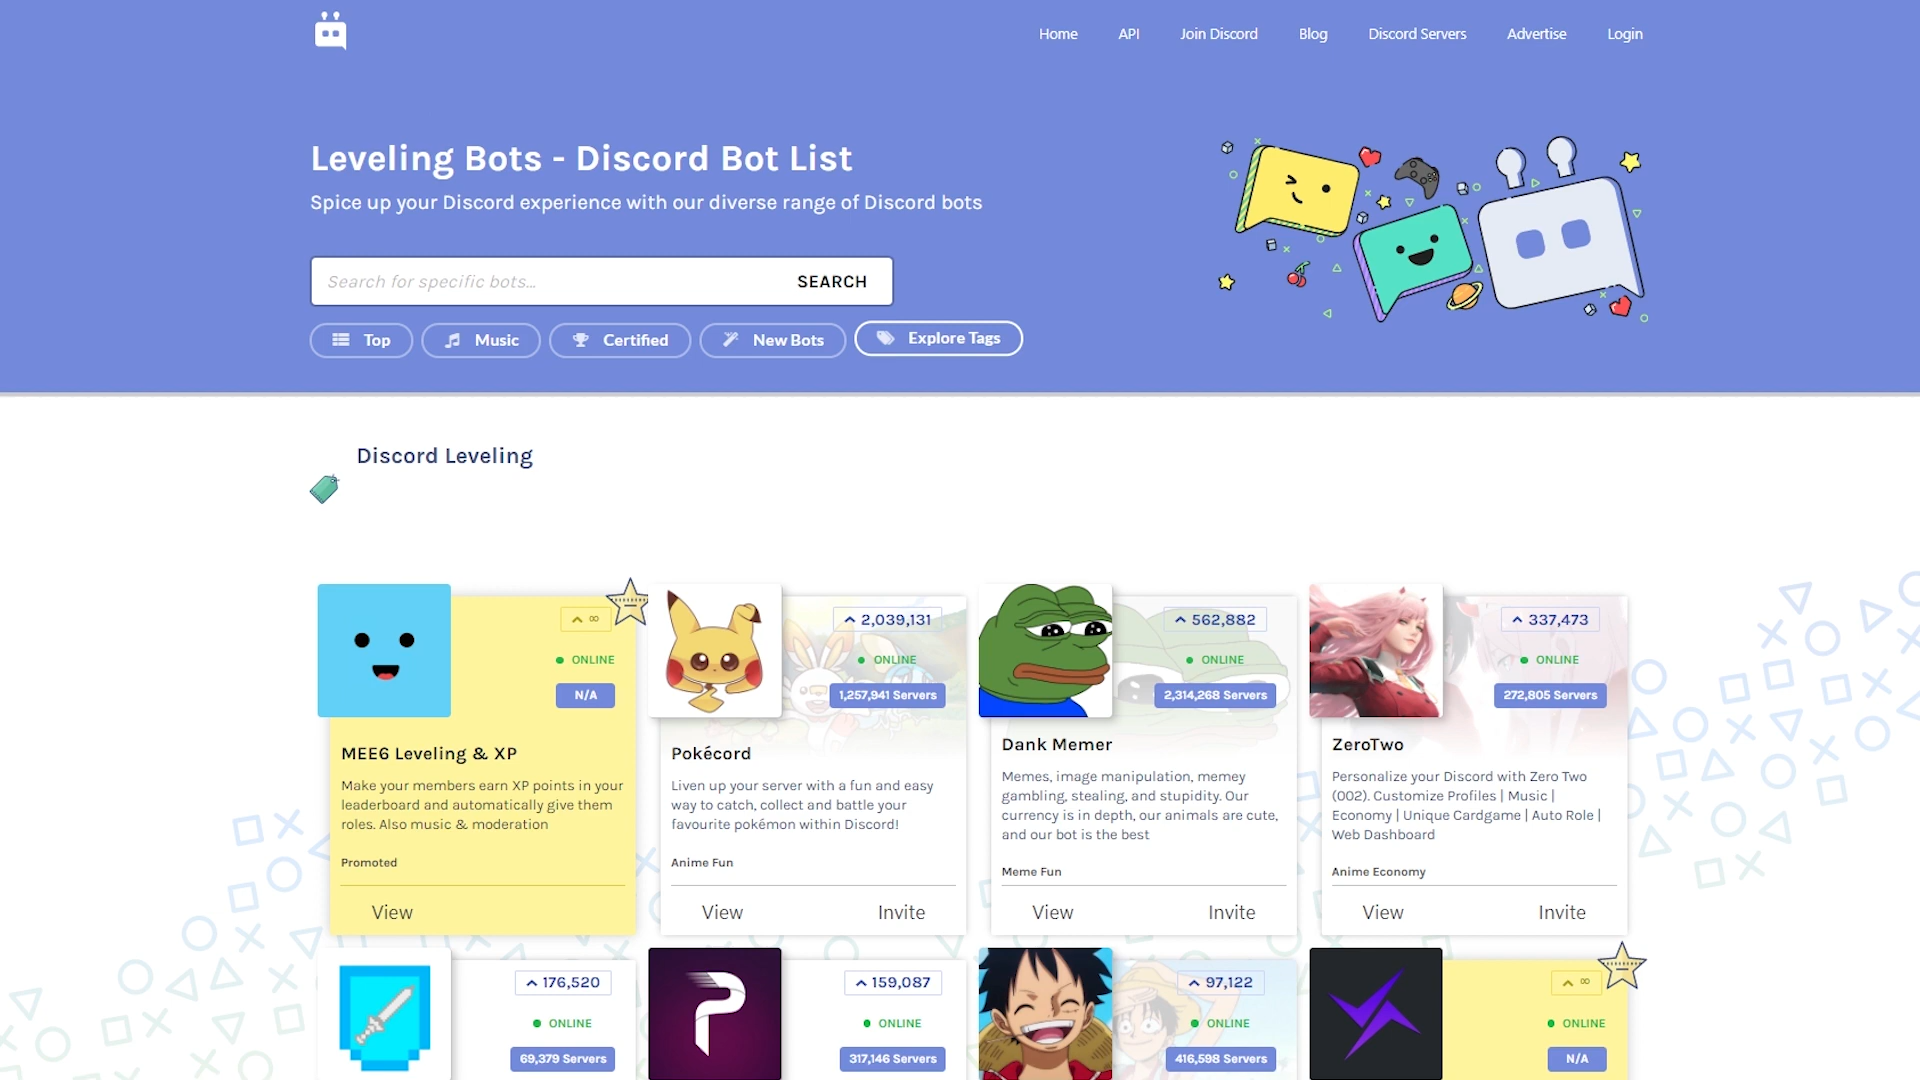 Home API Join Discord Blog Discord Servers Advertise Login
Leveling Bots - Discord Bot List
Spice up your Discord experience with our diverse range of Discord bots
Search for specific bots... SEARCH
Top Music Certified New Bots Explore Tags
Discord Leveling
∞
ONLINE
N/A
MEE6 Leveling & XP
Make your members earn XP points in your
leaderboard and automatically give them
roles. Also music & moderation
Promoted
View
2,039,131
ONLINE
1,257,941 Servers
Pokécord
Liven up your server with a fun and easy
way to catch, collect and battle your
favourite pokémon within Discord!
Anime Fun
View Invite
562,882
ONLINE
2,314,268 Servers
Dank Memer
Memes, image manipulation, memey
gambling, stealing, and stupidity. Our
currency is in depth, our animals are cute,
and our bot is the best
Meme Fun
View Invite
337,473
ONLINE
272,805 Servers
ZeroTwo
Personalize your Discord with Zero Two
(002). Customize Profiles | Music |
Economy | Unique Cardgame | Auto Role |
Web Dashboard
Anime Economy
View Invite
176,520
ONLINE
69,379 Servers
159,087
ONLINE
317,146 Servers
97,122
ONLINE
416,598 Servers
∞
ONLINE
N/A